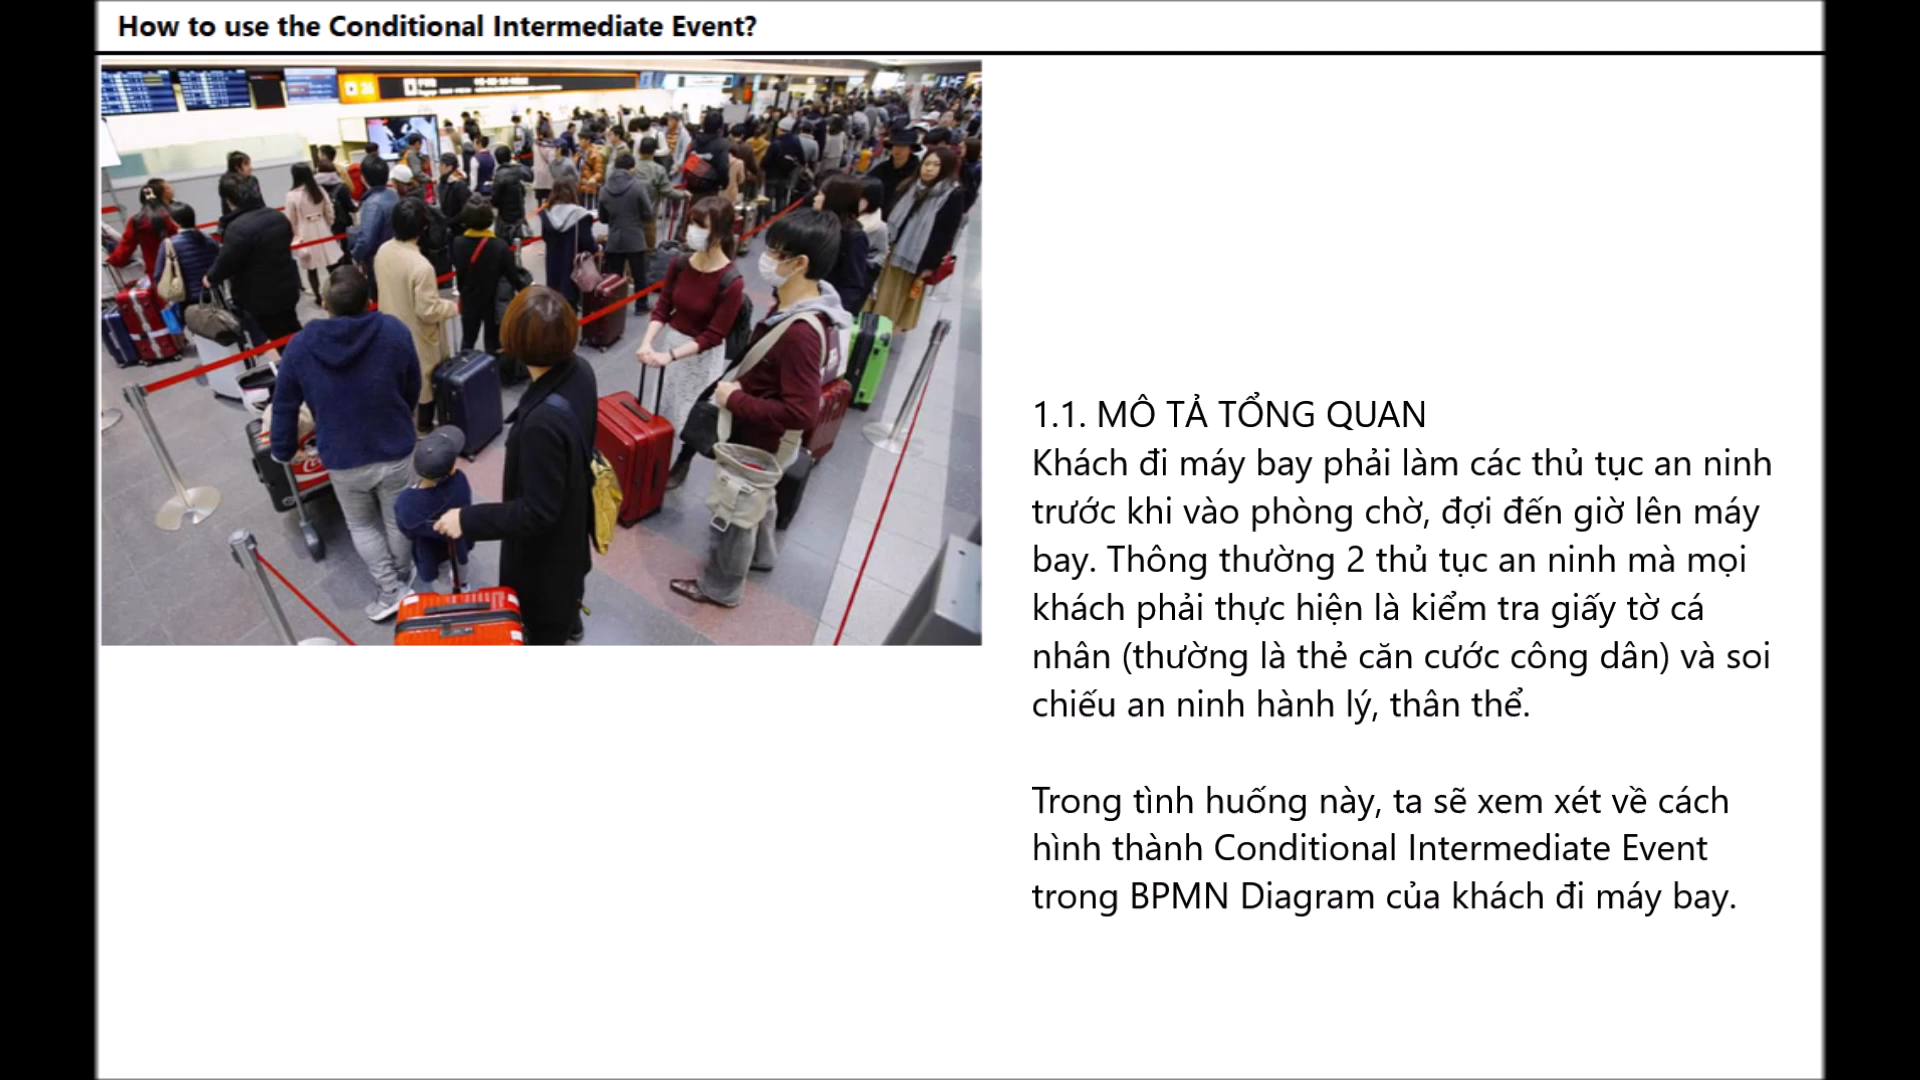 How to use the Conditional Intermediate Event?
1.1. MÔ TẢ TỔNG QUAN
Khách đi máy bay phải làm các thủ tục an ninh
trước khi vào phòng chờ, đợi đến giờ lên máy
bay. Thông thường 2 thủ tục an ninh mà mọi
khách phải thực hiện là kiểm tra giấy tờ cá
nhân (thường là thẻ căn cước công dân) và soi
chiếu an ninh hành lý, thân thể.
Trong tình huống này, ta sẽ xem xét về cách
hình thành Conditional Intermediate Event
trong BPMN Diagram của khách đi máy bay.